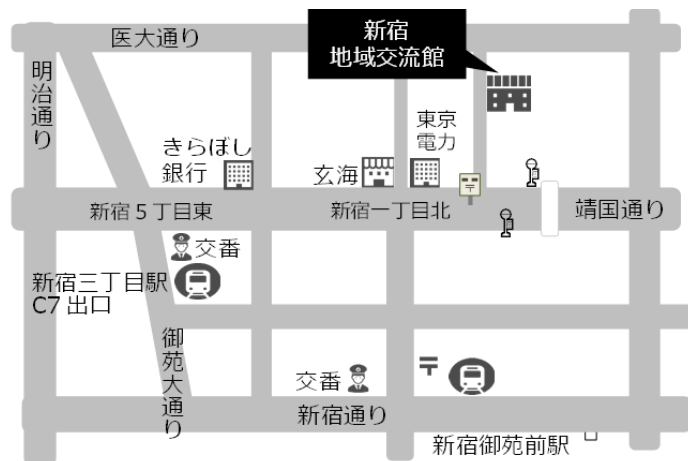 新宿
地域交流館
医大通り
明治通り
東京
電力
きらぼし
銀行
玄海
〒
新宿5丁目東
新宿一丁目北
靖国通り
交番
新宿三丁目駅
C7出口
御苑大通り
交番
〒
新宿通り
新宿御苑前駅